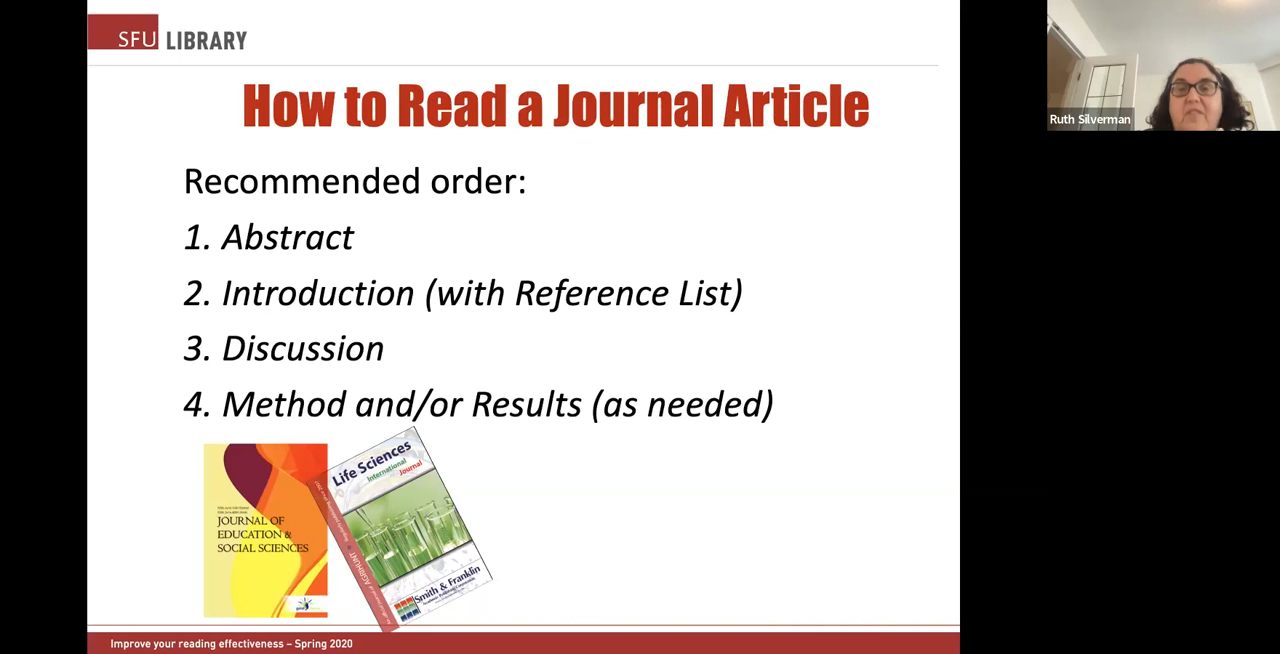 SFU LIBRARY
How to Read a Journal Article
Ruth Silverman
Recommended order:
1. Abstract
2. Introduction (with Reference List)
3. Discussion
4. Method and/or Results (as needed)
JOURNAL OF
EDUCATION &
SOCIAL SCIENCES
Life Sciences
International
Journal
AGRIHUNT
Smith & Franklin
Improve your reading effectiveness – Spring 2020